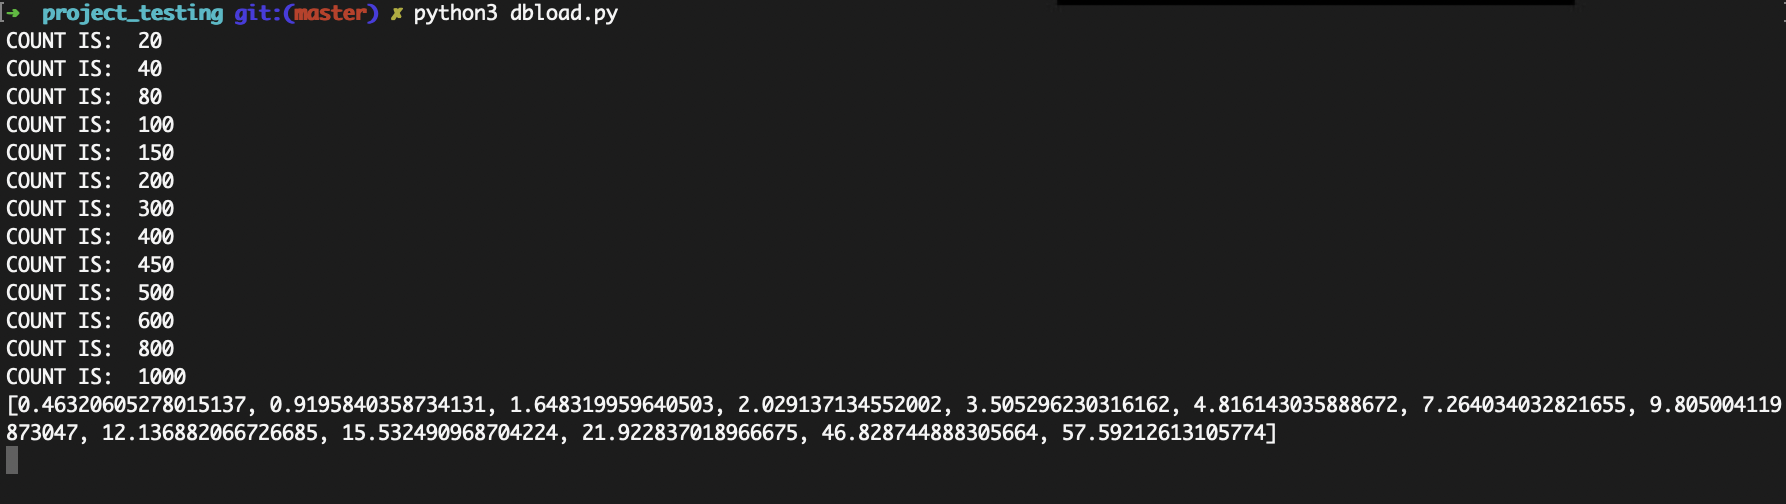 ➜  project_testing git:(master) ✗ python3 dbload.py
COUNT IS:  20
COUNT IS:  40
COUNT IS:  80
COUNT IS:  100
COUNT IS:  150
COUNT IS:  200
COUNT IS:  300
COUNT IS:  400
COUNT IS:  450
COUNT IS:  500
COUNT IS:  600
COUNT IS:  800
COUNT IS:  1000
[0.46320605278015137, 0.9195840358734131, 1.648319959640503, 2.029137134552002, 3.505296230316162, 4.816143035888672, 7.264034032821655, 9.805004119
873047, 12.136882066726685, 15.532490968704224, 21.922837018966675, 46.828744888305664, 57.59212613105774]